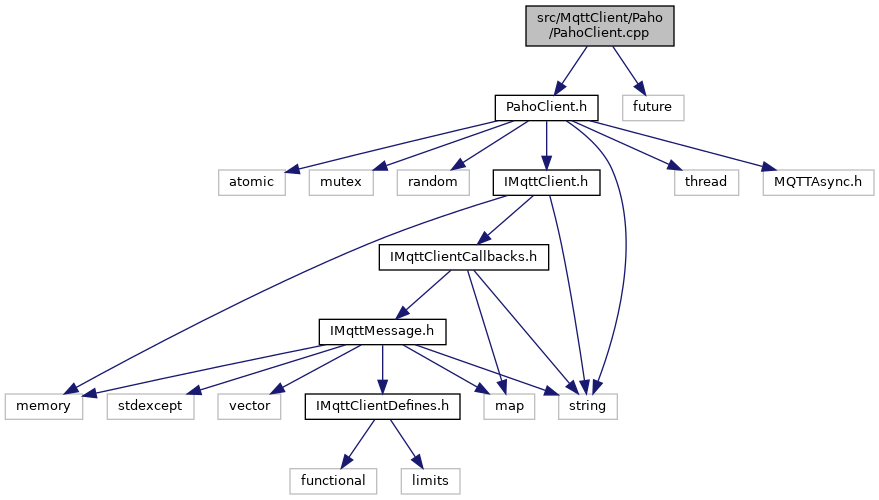 src/MqttClient/Paho
/PahoClient.cpp
PahoClient.h
future
atomic
mutex
random
IMqttClient.h
thread
MQTTAsync.h
IMqttClientCallbacks.h
IMqttMessage.h
memory
stdexcept
vector
IMqttClientDefines.h
map
string
functional
limits